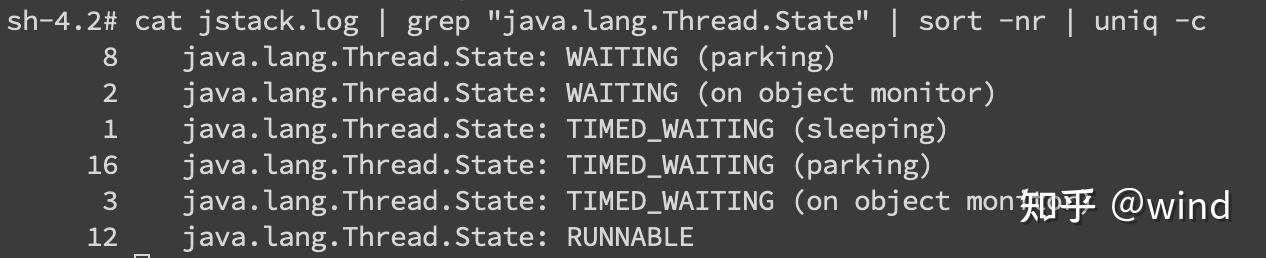 sh-4.2# cat jstack.log | grep "java.lang.Thread.State" | sort -nr | uniq -c
8 java.lang.Thread.State: WAITING (parking)
2 java.lang.Thread.State: WAITING (on object monitor)
1 java.lang.Thread.State: TIMED_WAITING (sleeping)
16 java.lang.Thread.State: TIMED_WAITING (parking)
3 java.lang.Thread.State: TIMED_WAITING (on object monitor)
12 java.lang.Thread.State: RUNNABLE
知乎 @wind